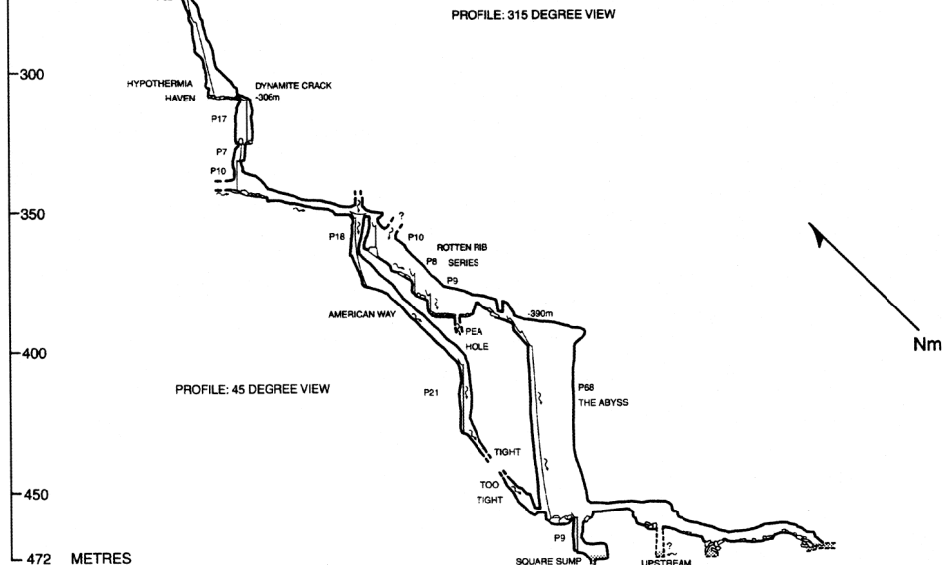 PROFILE: 315 DEGREE VIEW
300
HYPOTHERMIA
HAVEN
DYNAMITE CRACK
-306m
P17
P7
P10
350
P18
?
P10
ROTTEN RIB
SERIES
P8
P9
AMERICAN WAY
-390m
PEA
HOLE
Nm
400
PROFILE: 45 DEGREE VIEW
P21
P68
THE ABYSS
TIGHT
TOO
TIGHT
450
P9
?
472 METRES
SQUARE SUMP
UPSTREAM